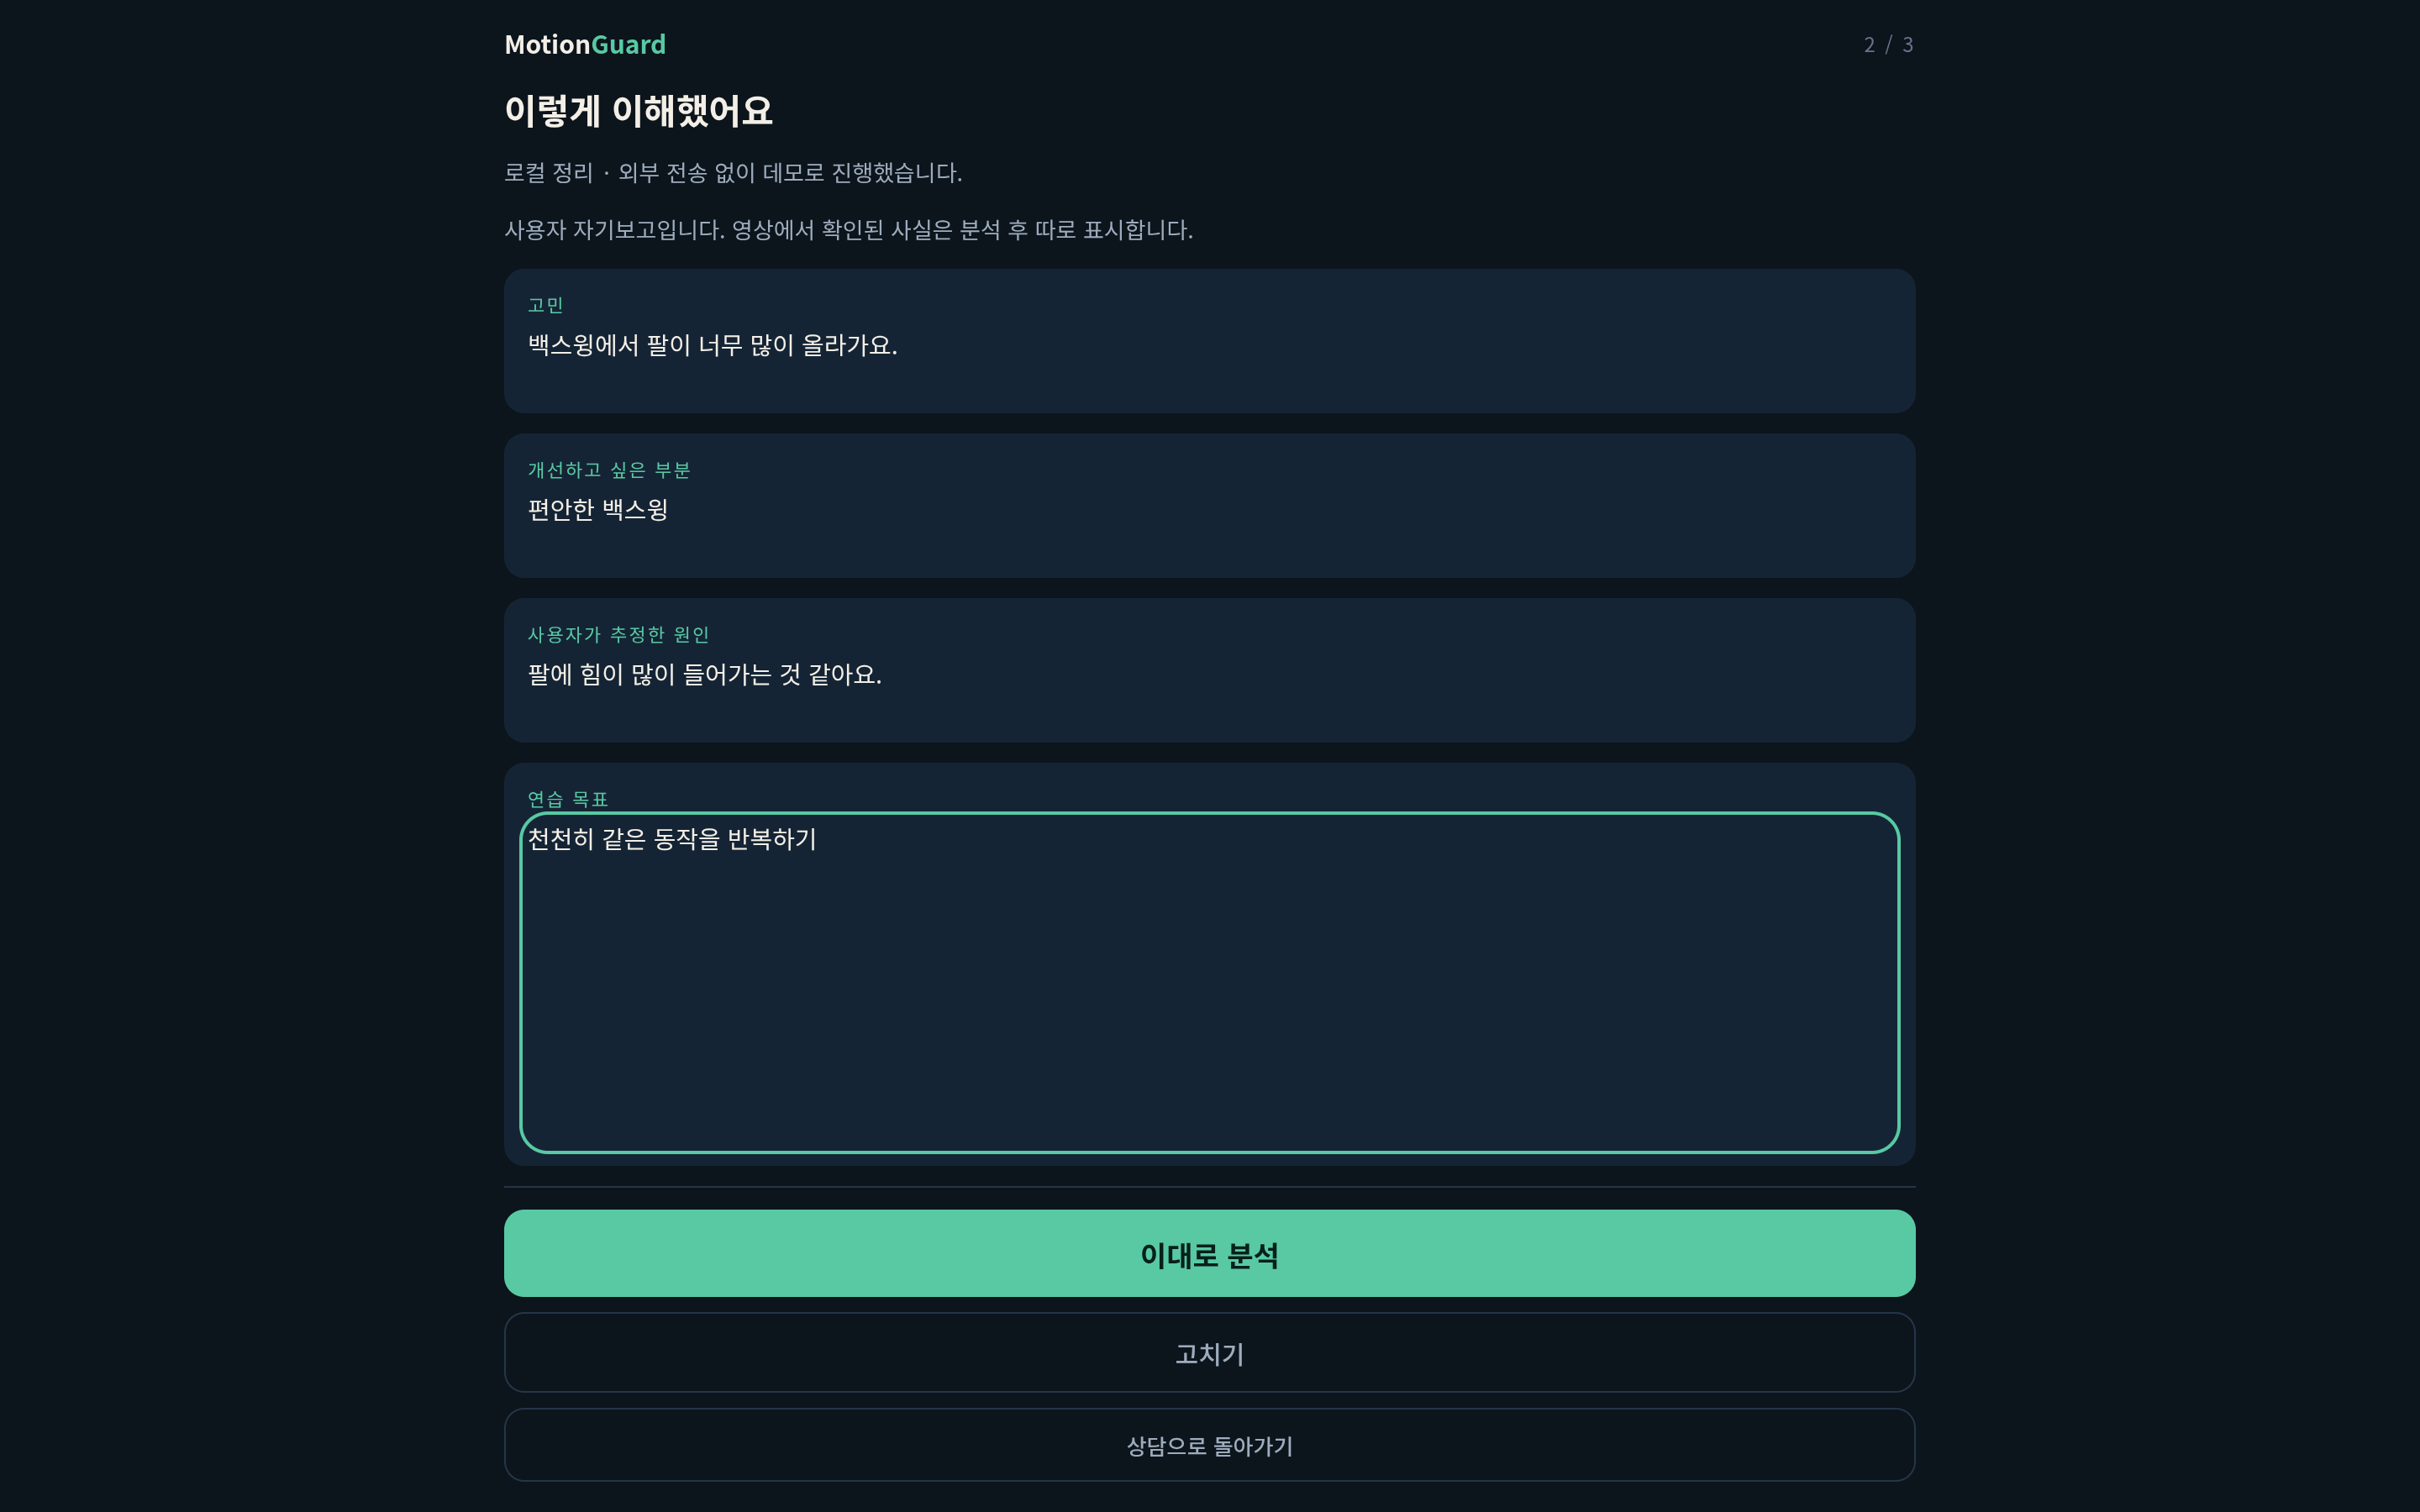 MotionGuard
2 / 3
이렇게 이해했어요
로컬 정리 · 외부 전송 없이 데모로 진행했습니다.
사용자 자기보고입니다. 영상에서 확인된 사실은 분석 후 따로 표시합니다.
고민
백스윙에서 팔이 너무 많이 올라가요.
개선하고 싶은 부분
편안한 백스윙
사용자가 추정한 원인
팔에 힘이 많이 들어가는 것 같아요.
연습 목표
천천히 같은 동작을 반복하기
이대로 분석
고치기
상담으로 돌아가기